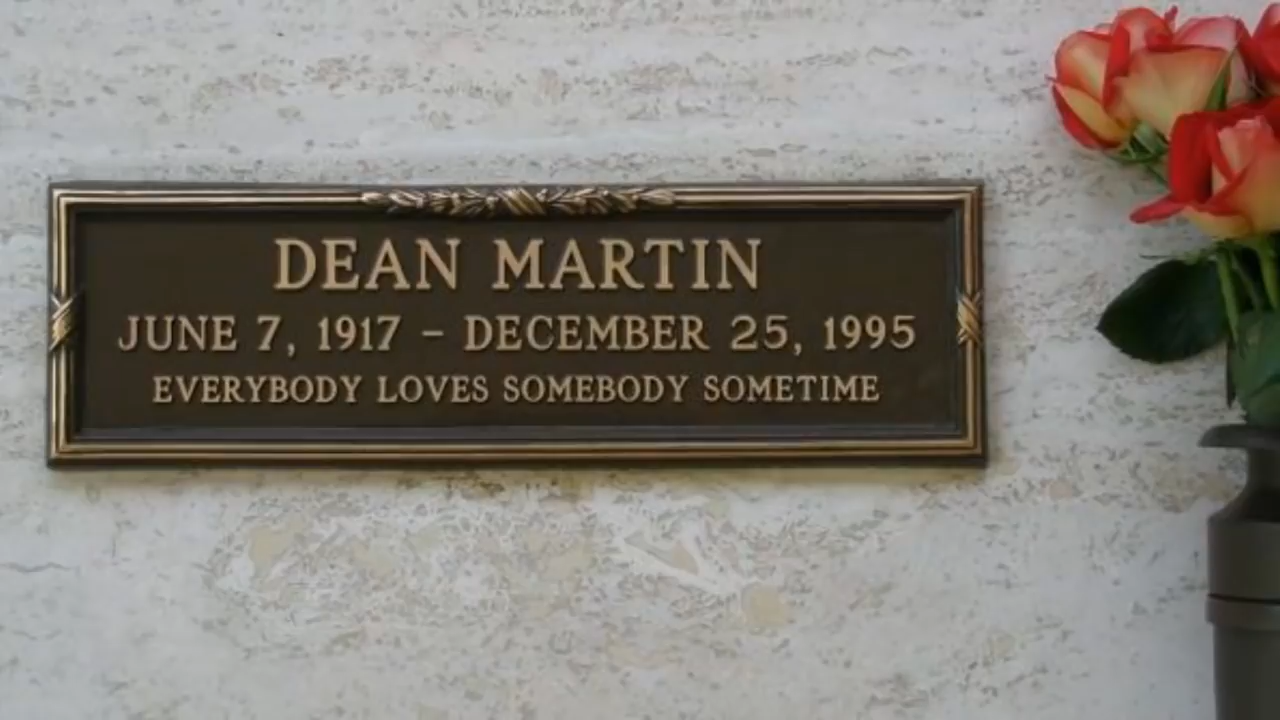 DEAN MARTIN
JUNE 7, 1917 – DECEMBER 25, 1995
EVERYBODY LOVES SOMEBODY SOMETIME